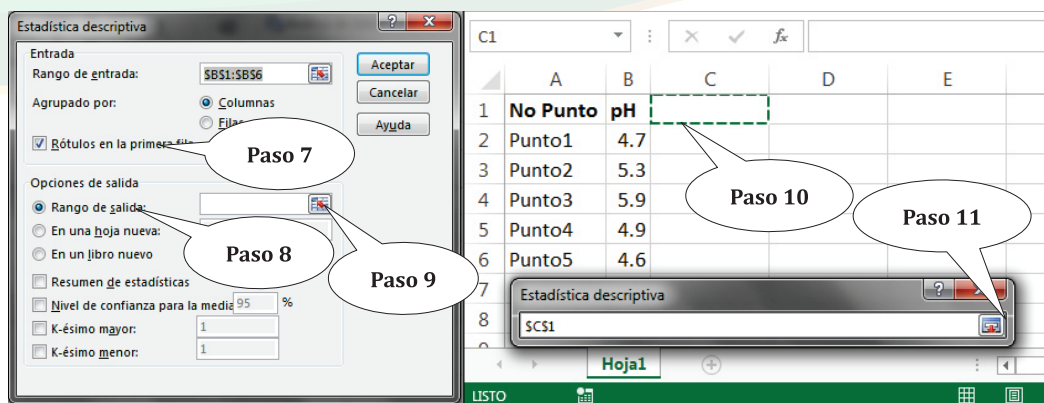 Estadística descriptiva
Entrada
Rango de entrada: $B$1:$B$6
Agrupado por: Columnas
Filas
Rótulos en la primera fila
Aceptar
Cancelar
Ayuda
Paso 7
Opciones de salida
Rango de salida:
En una hoja nueva:
En un libro nuevo
Paso 8
Paso 9
Resumen de estadísticas
Nivel de confianza para la media 95 %
K-ésimo mayor: 1
K-ésimo menor: 1
C1 fx
A B C D E
1 No Punto pH
2 Punto1 4.7
3 Punto2 5.3
4 Punto3 5.9
5 Punto4 4.9
6 Punto5 4.6
7
8
Paso 10
Paso 11
Estadística descriptiva
$C$1
Hoja1
LISTO